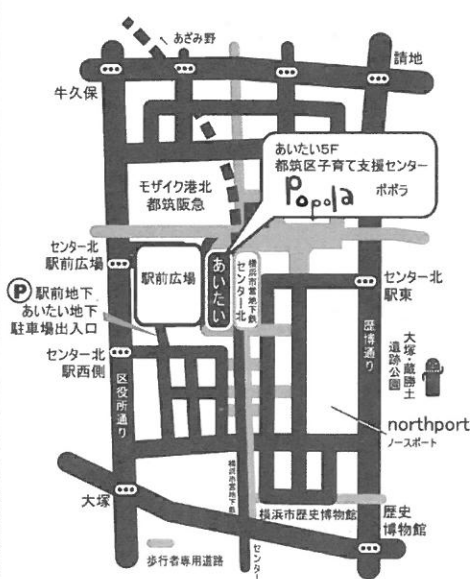 あざみ野
請地
牛久保
あいたい5F
都筑区子育て支援センター
Popola ポポラ
モザイク港北
都筑阪急
センター北
駅前広場
駅前広場
あいたい
横浜市営地下鉄
センター北
センター北
駅東
P 駅前地下
あいたい地下
駐車場出入口
歴博通り
大塚・歳勝土
遺跡公園
センター北
駅西側
区役所通り
northport
ノースポート
横浜市営地下鉄
大塚
横浜市歴史博物館
歴史
博物館
歩行者専用道路
センター